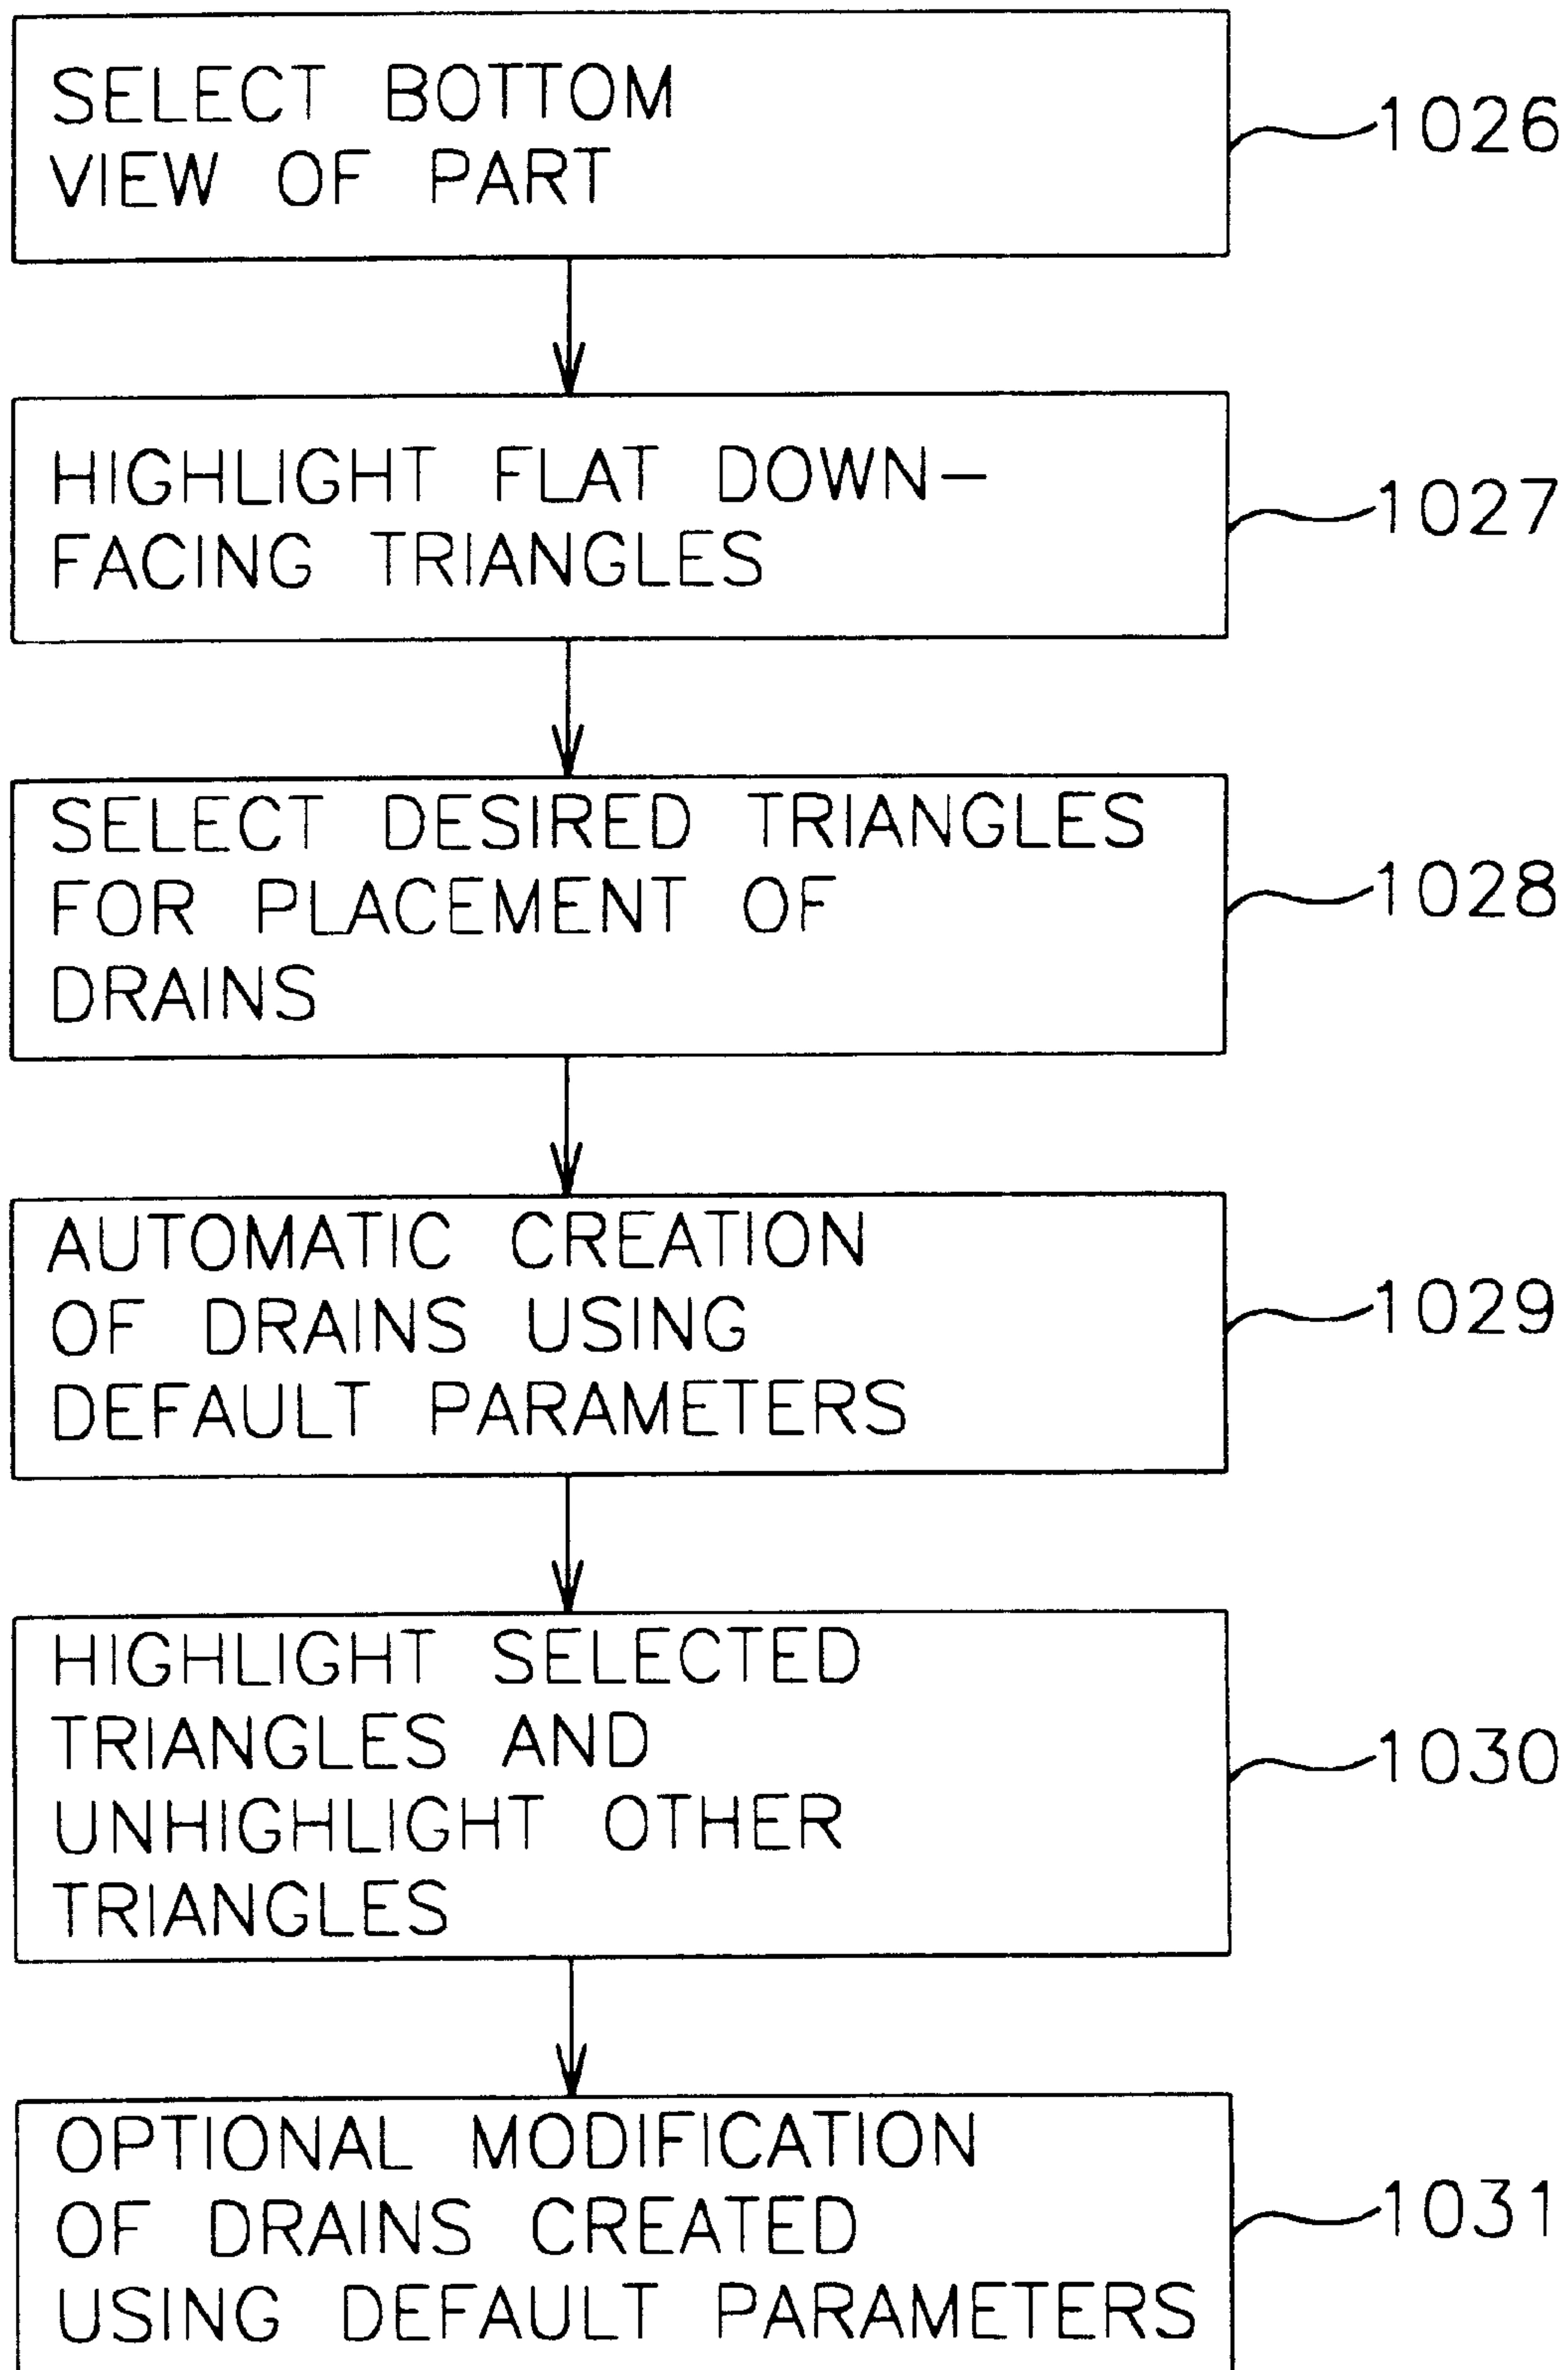 SELECT BOTTOM
VIEW OF PART
1026
HIGHLIGHT FLAT DOWN-
FACING TRIANGLES
1027
SELECT DESIRED TRIANGLES
FOR PLACEMENT OF
DRAINS
1028
AUTOMATIC CREATION
OF DRAINS USING
DEFAULT PARAMETERS
1029
HIGHLIGHT SELECTED
TRIANGLES AND
UNHIGHLIGHT OTHER
TRIANGLES
1030
OPTIONAL MODIFICATION
OF DRAINS CREATED
USING DEFAULT PARAMETERS
1031